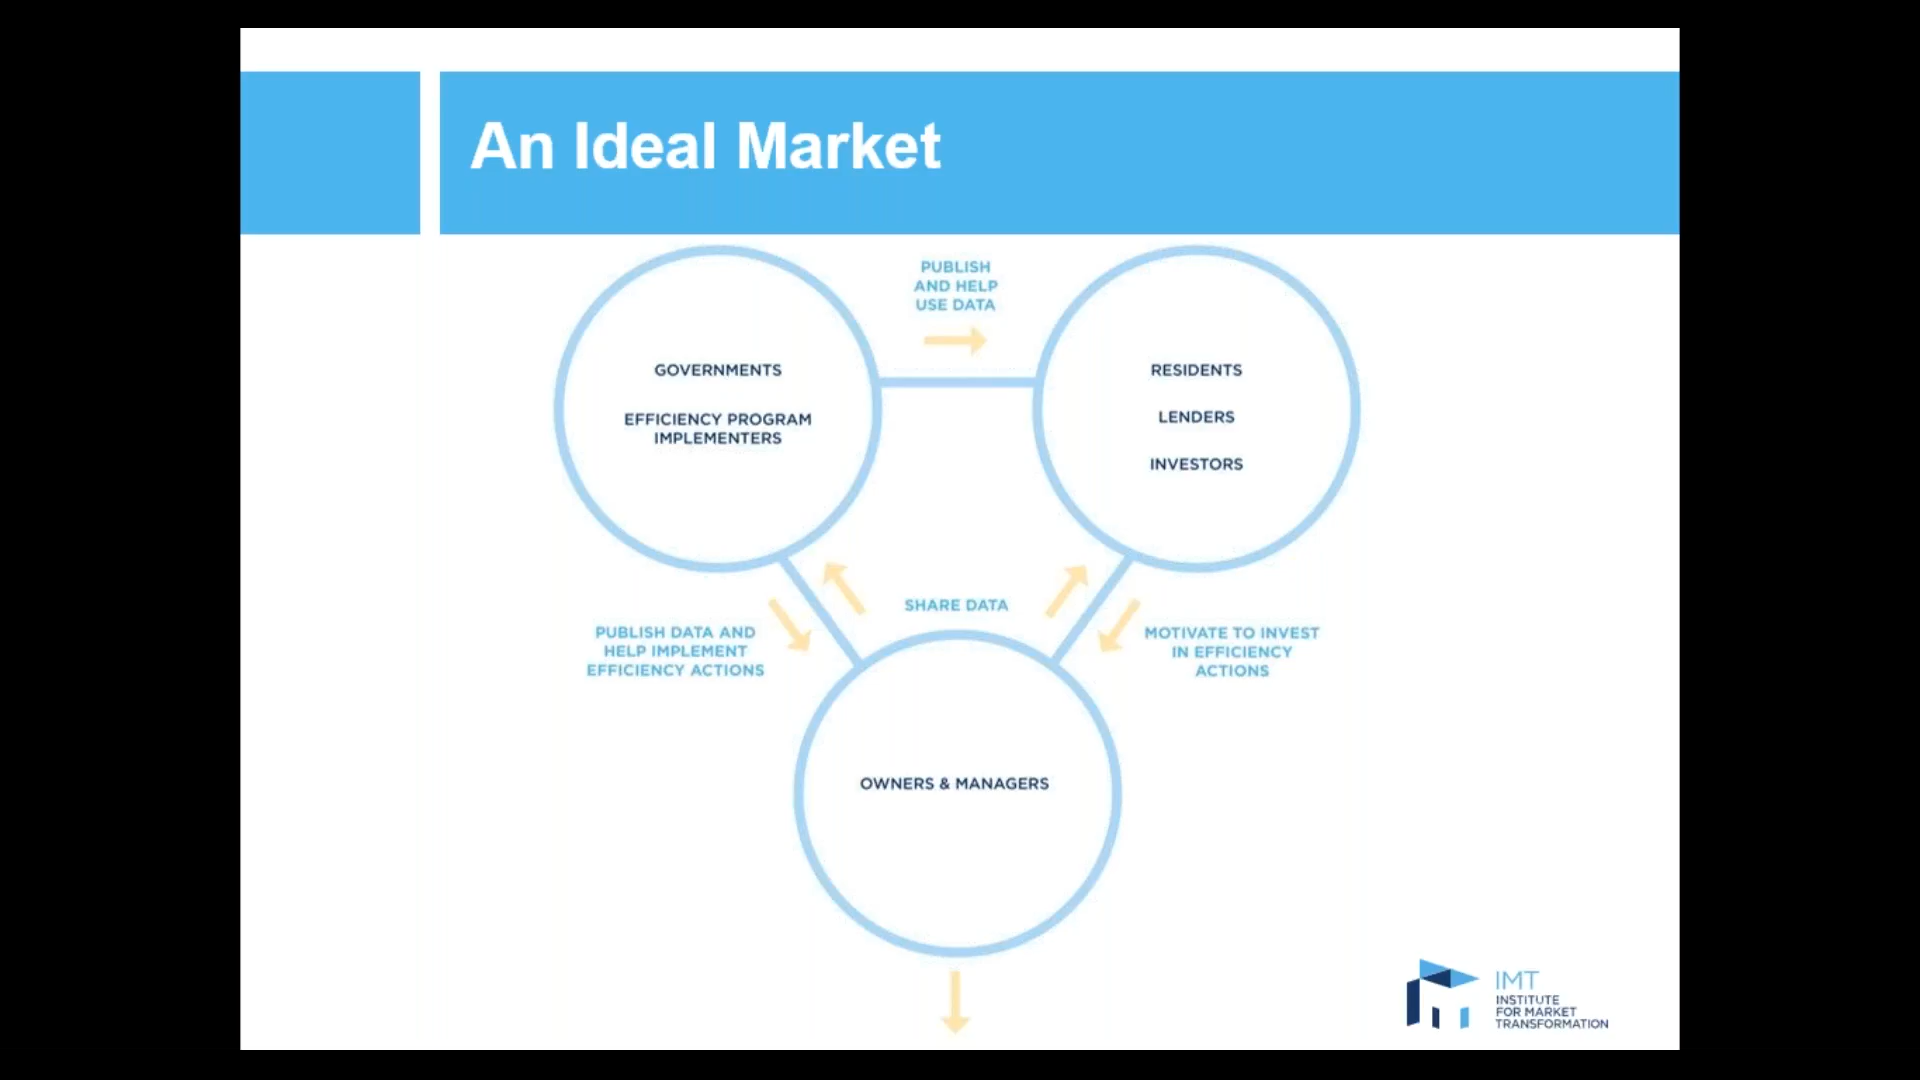 An Ideal Market
PUBLISH
AND HELP
USE DATA
GOVERNMENTS
EFFICIENCY PROGRAM
IMPLEMENTERS
RESIDENTS
LENDERS
INVESTORS
SHARE DATA
PUBLISH DATA AND
HELP IMPLEMENT
EFFICIENCY ACTIONS
MOTIVATE TO INVEST
IN EFFICIENCY
ACTIONS
OWNERS & MANAGERS
IMT
INSTITUTE
FOR MARKET
TRANSFORMATION